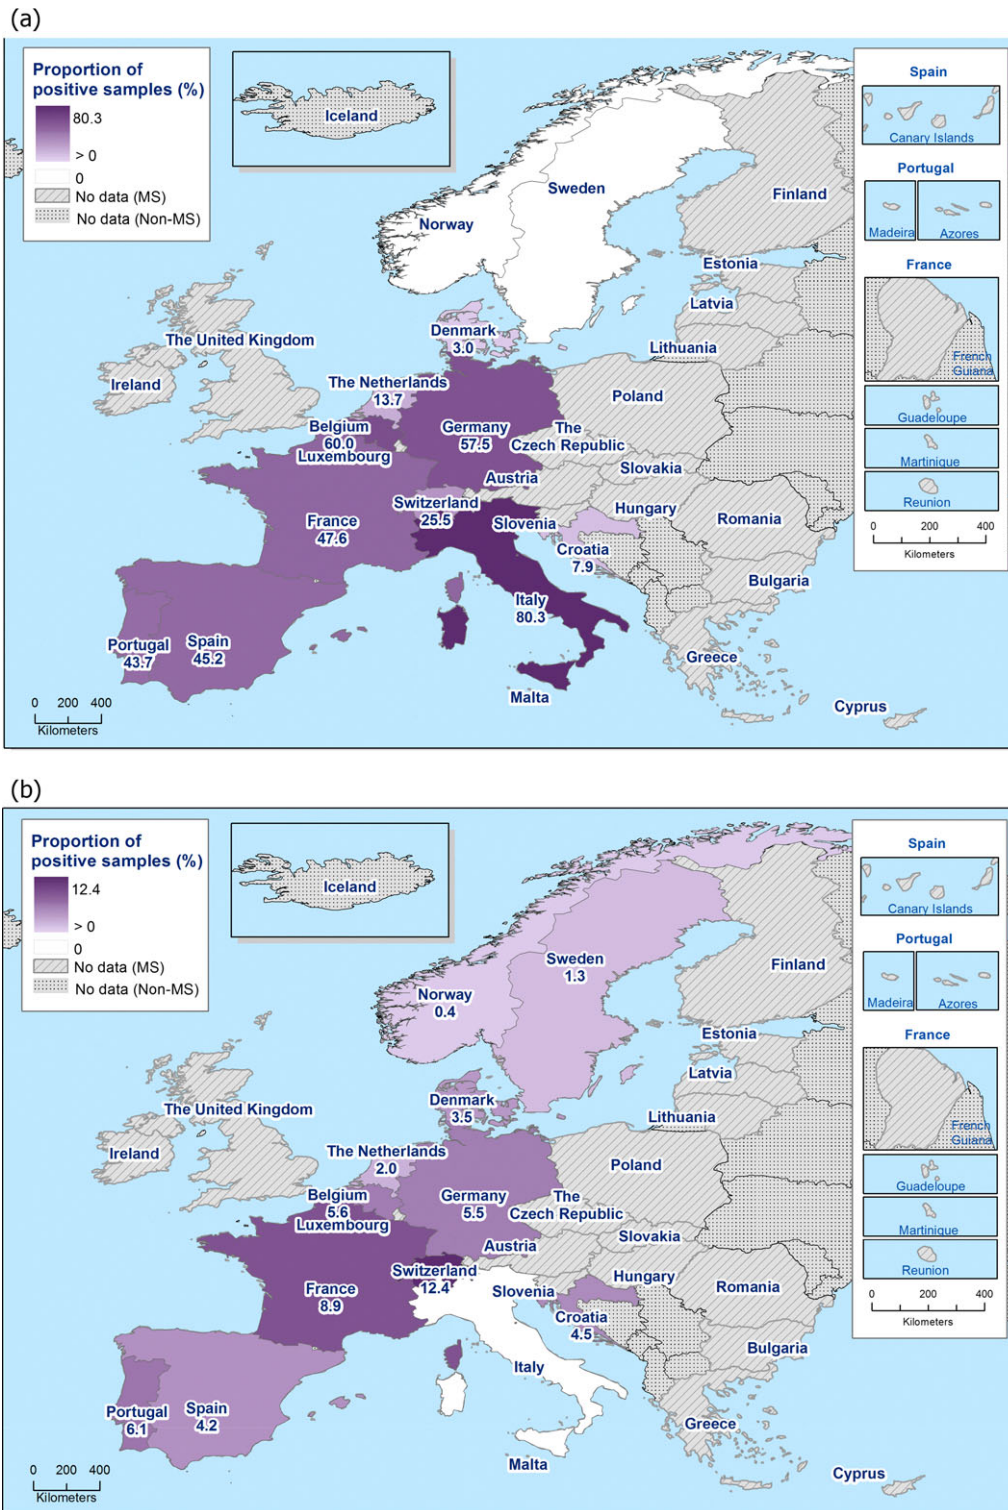 (a)
Proportion of
positive samples (%)
80.3
> 0
0
No data (MS)
No data (Non-MS)
Iceland
Spain
Canary Islands
Portugal
Madeira
Azores
France
French
Guiana
Guadeloupe
Martinique
Reunion
0 200 400
Kilometers
Sweden
Norway
Finland
Estonia
Latvia
Lithuania
Denmark
3.0
The United Kingdom
Ireland
The Netherlands
13.7
Poland
Belgium
60.0
Luxembourg
Germany
57.5
The
Czech Republic
Slovakia
Austria
Switzerland
25.5
Hungary
Slovenia
Romania
France
47.6
Croatia
7.9
Bulgaria
Italy
80.3
Portugal
43.7
Spain
45.2
Greece
Malta
Cyprus
0 200 400
Kilometers
(b)
Proportion of
positive samples (%)
12.4
> 0
0
No data (MS)
No data (Non-MS)
Iceland
Spain
Canary Islands
Portugal
Madeira
Azores
France
French
Guiana
Guadeloupe
Martinique
Reunion
0 200 400
Kilometers
Sweden
1.3
Norway
0.4
Finland
Estonia
Latvia
Lithuania
Denmark
3.5
The United Kingdom
Ireland
The Netherlands
2.0
Poland
Belgium
5.6
Luxembourg
Germany
5.5
The
Czech Republic
Slovakia
Austria
Switzerland
12.4
Hungary
Slovenia
Romania
France
8.9
Croatia
4.5
Bulgaria
Italy
Portugal
6.1
Spain
4.2
Greece
Malta
Cyprus
0 200 400
Kilometers